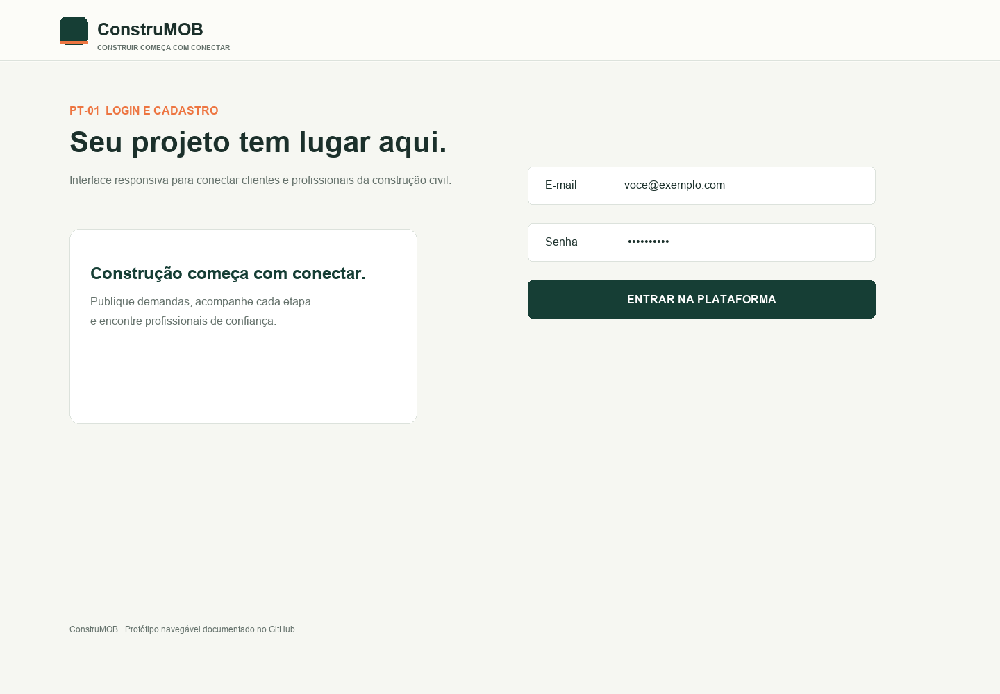 ConstruMOB
CONSTRUIR COMEÇA COM CONECTAR
PT-01 LOGIN E CADASTRO
Seu projeto tem lugar aqui.
Interface responsiva para conectar clientes e profissionais da construção civil.
Construção começa com conectar.
Publique demandas, acompanhe cada etapa
e encontre profissionais de confiança.
E-mail voce@exemplo.com
Senha ••••••••••
ENTRAR NA PLATAFORMA
ConstruMOB · Protótipo navegável documentado no GitHub